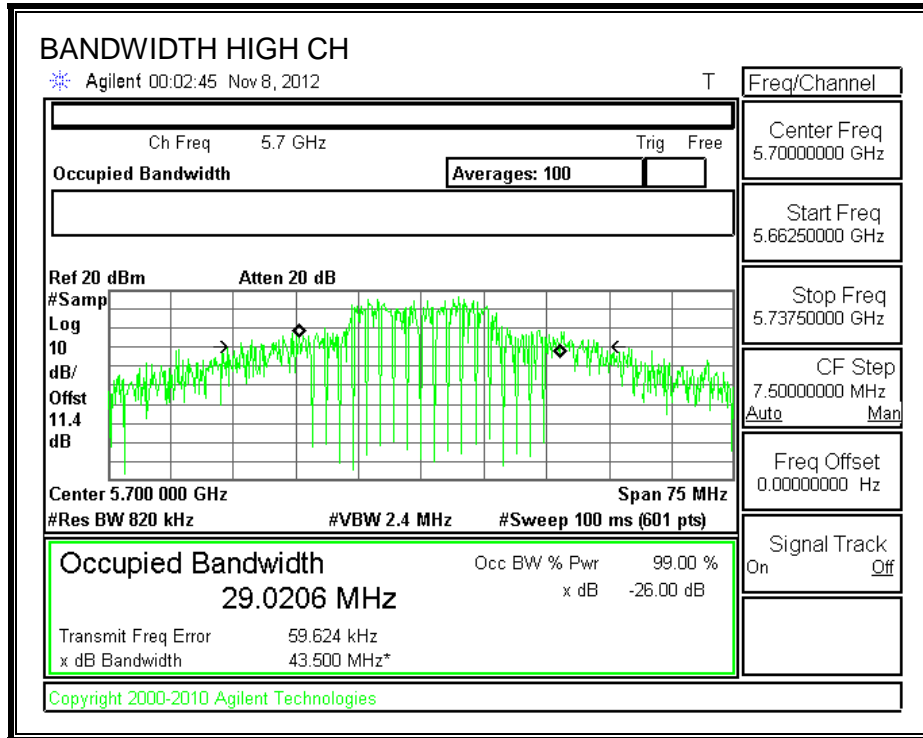 BANDWIDTH HIGH CH
Agilent 00:02:45 Nov 8, 2012 T
Freq/Channel
Ch Freq 5.7 GHz Trig Free
Occupied Bandwidth Averages: 100
Center Freq
5.70000000 GHz
Start Freq
5.66250000 GHz
Stop Freq
5.73750000 GHz
CF Step
7.50000000 MHz
Auto Man
Freq Offset
0.00000000 Hz
Signal Track
On Off
Ref 20 dBm Atten 20 dB
#Samp
Log
10
dB/
Offst
11.4
dB
Center 5.700 000 GHz Span 75 MHz
#Res BW 820 kHz #VBW 2.4 MHz #Sweep 100 ms (601 pts)
Occupied Bandwidth Occ BW % Pwr 99.00 %
29.0206 MHz x dB -26.00 dB
Transmit Freq Error 59.624 kHz
x dB Bandwidth 43.500 MHz*
Copyright 2000-2010 Agilent Technologies